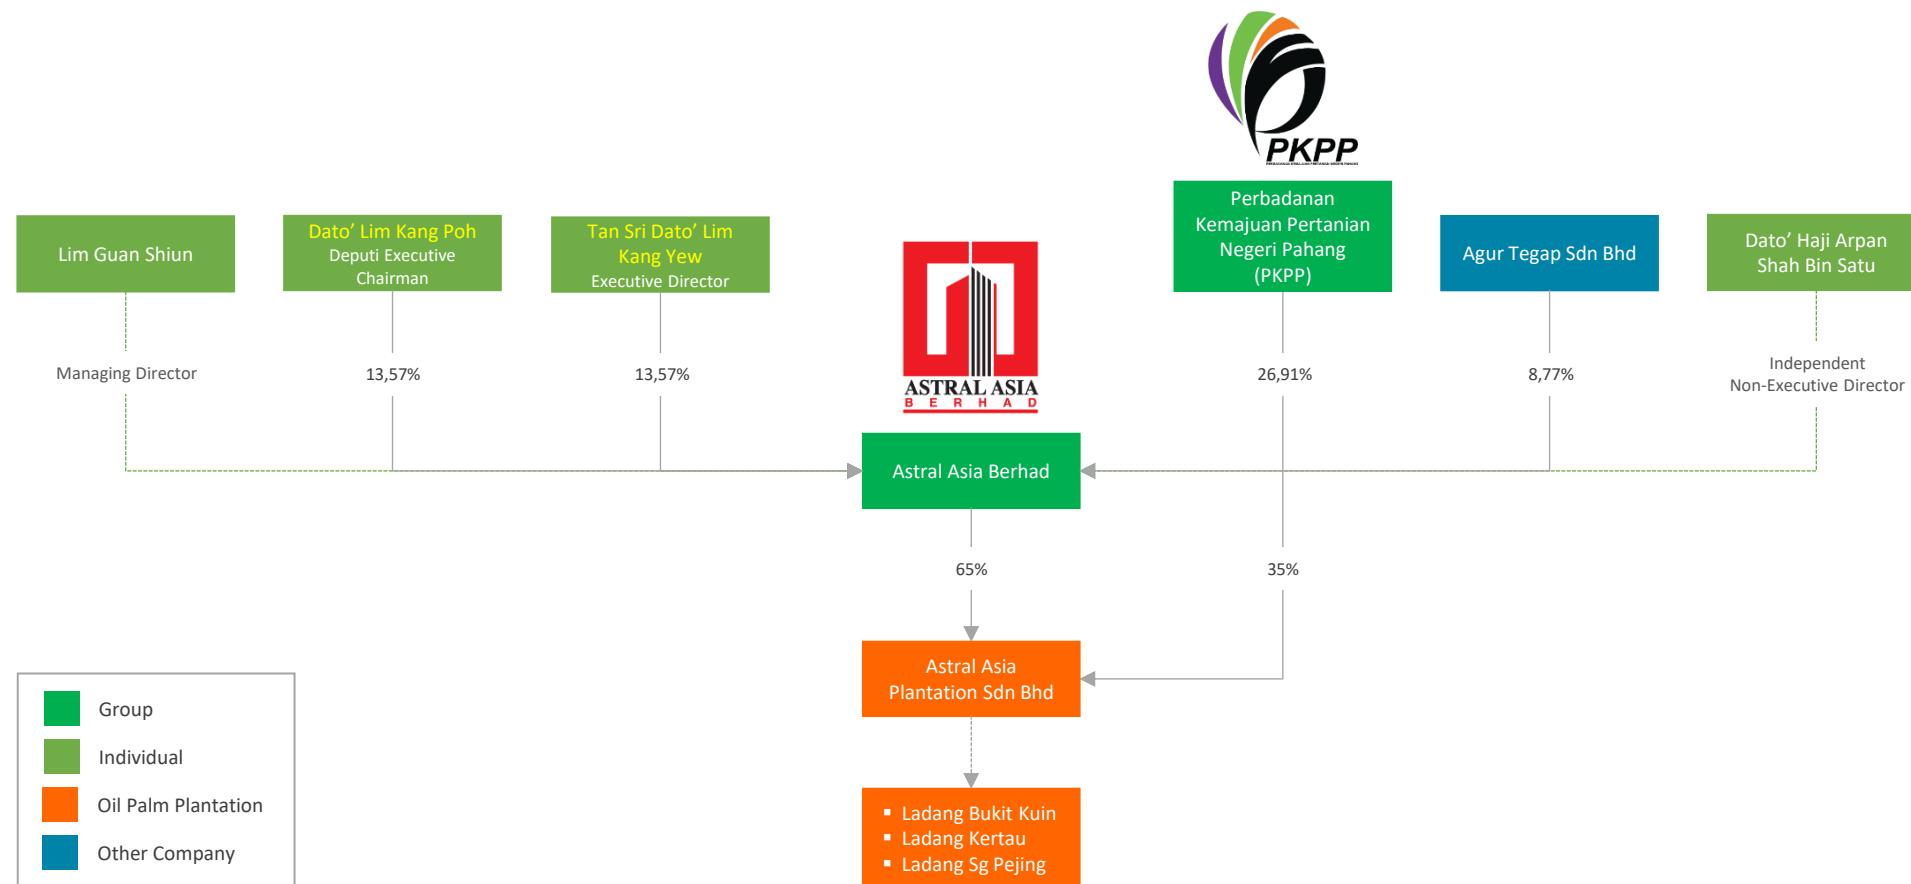 PKPP
Perbadanan
Kemajuan Pertanian
Negeri Pahang
(PKPP)
Lim Guan Shiun
Dato’ Lim Kang Poh
Deputi Executive
Chairman
Tan Sri Dato’ Lim
Kang Yew
Executive Director
Agur Tegap Sdn Bhd
Dato’ Haji Arpan
Shah Bin Satu
ASTRAL ASIA
BERHAD
Managing Director
13,57%
13,57%
26,91%
8,77%
Independent
Non-Executive Director
Astral Asia Berhad
65%
35%
Astral Asia
Plantation Sdn Bhd
▪ Ladang Bukit Kuin
▪ Ladang Kertau
▪ Ladang Sg Pejing
Group
Individual
Oil Palm Plantation
Other Company